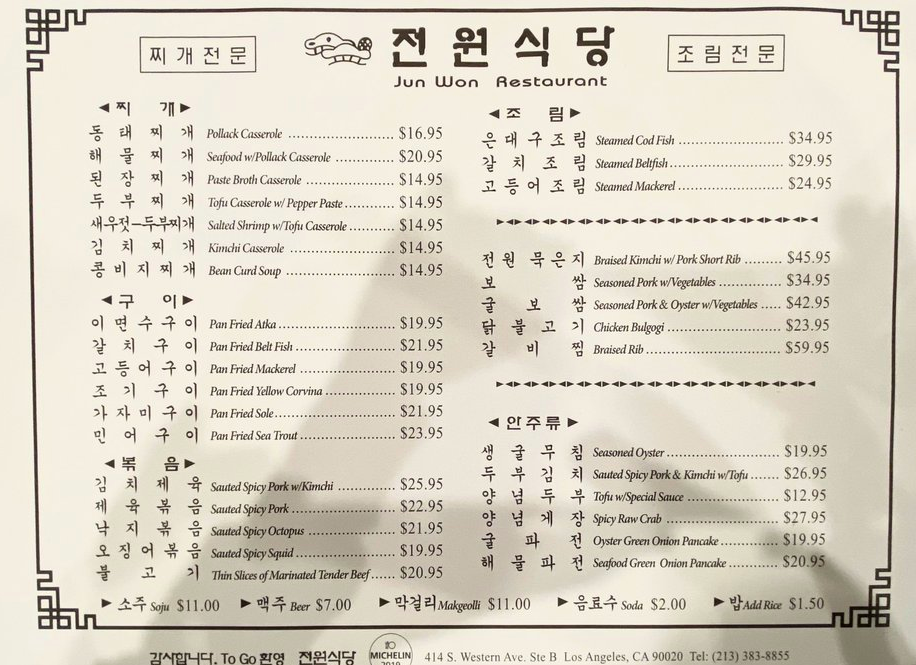 찌개전문
전원식당
Jun Won Restaurant
조림전문
◀찌 개▶
동태찌개 Pollack Casserole $16.95
해물찌개 Seafood w/Pollack Casserole $20.95
된장찌개 Paste Broth Casserole $14.95
두부찌개 Tofu Casserole w/ Pepper Paste $14.95
새우젓-두부찌개 Salted Shrimp w/Tofu Casserole $14.95
김치찌개 Kimchi Casserole $14.95
콩비지찌개 Bean Curd Soup $14.95
◀구 이▶
이면수구이 Pan Fried Atka $19.95
갈치구이 Pan Fried Belt Fish $21.95
고등어구이 Pan Fried Mackerel $19.95
조기구이 Pan Fried Yellow Corvina $19.95
가자미구이 Pan Fried Sole $21.95
민어구이 Pan Fried Sea Trout $23.95
◀볶 음▶
김치제육 Sauted Spicy Pork w/Kimchi $25.95
제육볶음 Sauted Spicy Pork $22.95
낙지볶음 Sauted Spicy Octopus $21.95
오징어볶음 Sauted Spicy Squid $19.95
불고기 Thin Slices of Marinated Tender Beef $20.95
◀조 림▶
은대구조림 Steamed Cod Fish $34.95
갈치조림 Steamed Beltfish $29.95
고등어조림 Steamed Mackerel $24.95
전원묵은지 Braised Kimchi w/ Pork Short Rib $45.95
보쌈 Seasoned Pork w/Vegetables $34.95
굴보쌈 Seasoned Pork & Oyster w/Vegetables $42.95
닭불고기 Chicken Bulgogi $23.95
갈비찜 Braised Rib $59.95
◀안주류▶
생굴무침 Seasoned Oyster $19.95
두부김치 Sauted Spicy Pork & Kimchi w/Tofu $26.95
양념두부 Tofu w/Special Sauce $12.95
양념게장 Spicy Raw Crab $27.95
굴파전 Oyster Green Onion Pancake $19.95
해물파전 Seafood Green Onion Pancake $20.95
▶소주 Soju $11.00 ▶맥주 Beer $7.00 ▶막걸리 Makgeolli $11.00 ▶음료수 Soda $2.00 ▶밥 Add Rice $1.50
감사합니다. To Go 환영 전원식당 MICHELIN 2019 414 S. Western Ave. Ste B Los Angeles, CA 90020 Tel: (213) 383-8855